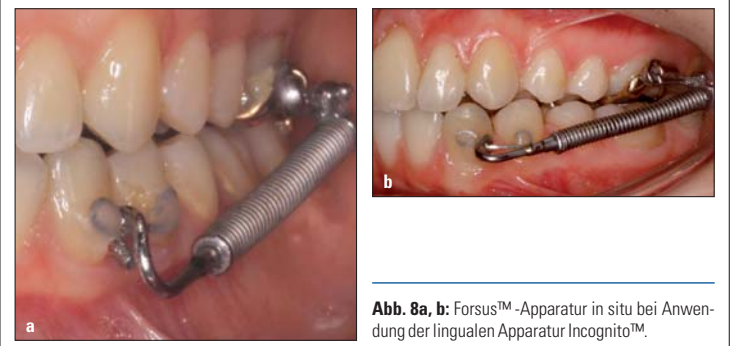 a
b
Abb. 8a, b: Forsus™ -Apparatur in situ bei Anwen-
dung der lingualen Apparatur Incognito™.